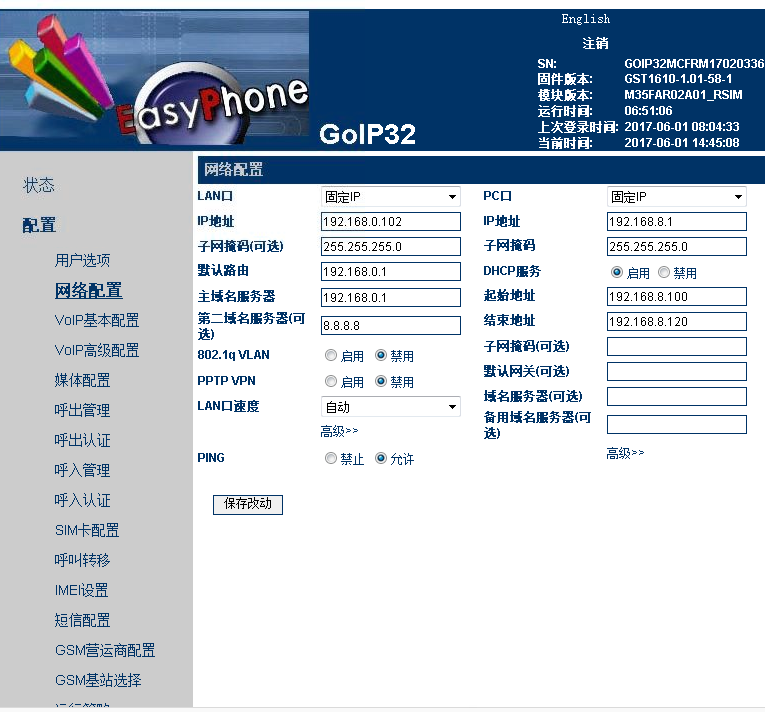 English
注销
SN: GOIP32MCFRM17020336
固件版本: GST1610-1.01-58-1
模块版本: M35FAR02A01_RSIM
运行时间: 06:51:06
上次登录时间: 2017-06-01 08:04:33
当前时间: 2017-06-01 14:45:08
EasyPhone
GoIP32
状态
配置
用户选项
网络配置
VoIP基本配置
VoIP高级配置
媒体配置
呼出管理
呼出认证
呼入管理
呼入认证
SIM卡配置
呼叫转移
IMEI设置
短信配置
GSM营运商配置
GSM基站选择
网络配置
LAN口 固定IP
IP地址 192.168.0.102
子网掩码(可选) 255.255.255.0
默认路由 192.168.0.1
主域名服务器 192.168.0.1
第二域名服务器(可
选) 8.8.8.8
802.1q VLAN 启用 禁用
PPTP VPN 启用 禁用
LAN口速度 自动
高级>>
PING 禁止 允许
保存改动
PC口 固定IP
IP地址 192.168.8.1
子网掩码 255.255.255.0
DHCP服务 启用 禁用
起始地址 192.168.8.100
结束地址 192.168.8.120
子网掩码(可选)
默认网关(可选)
域名服务器(可选)
备用域名服务器(可
选)
高级>>